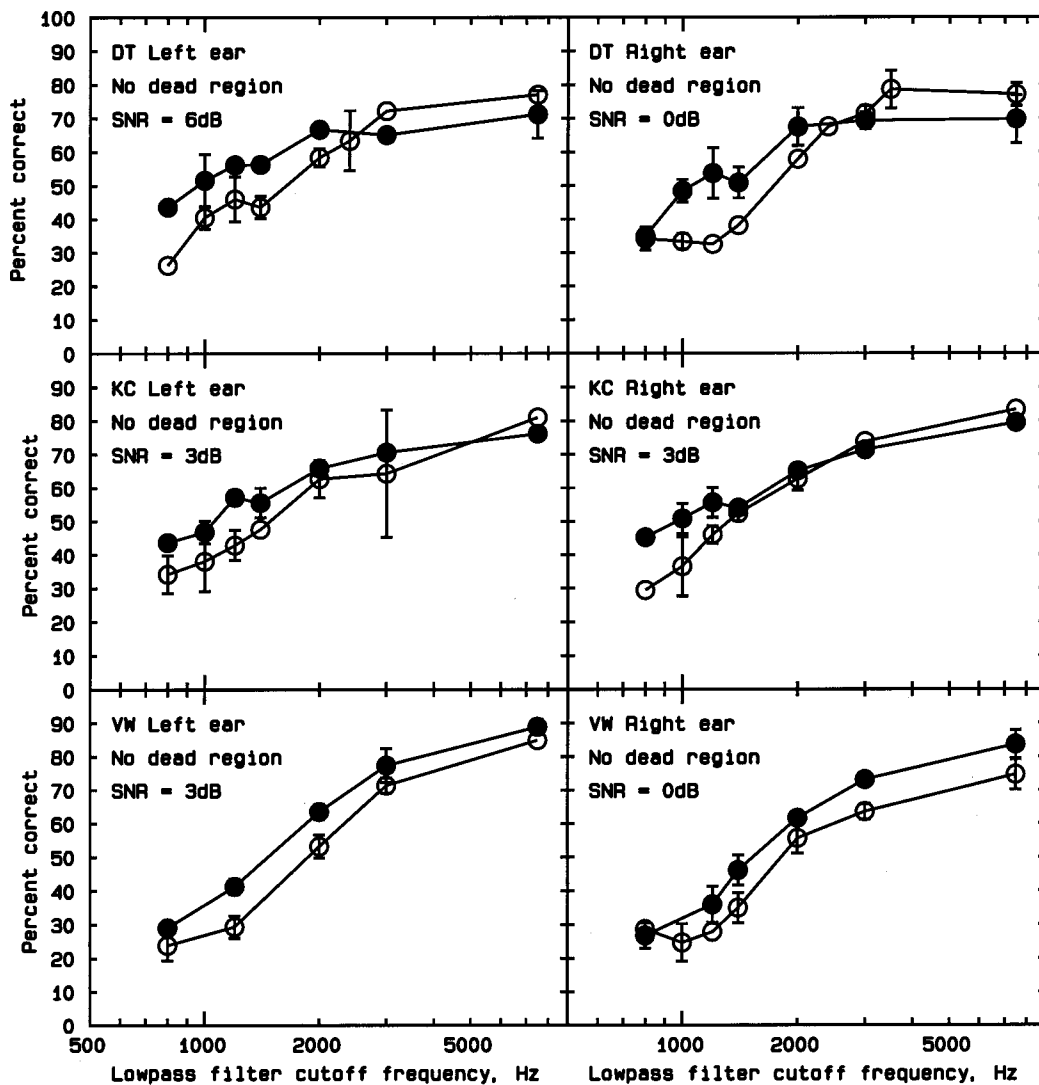 100
90
80
70
60
50
40
30
20
10
0
Percent correct
DT Left ear
No dead region
SNR = 6dB
DT Right ear
No dead region
SNR = 0dB
90
80
70
60
50
40
30
20
10
0
Percent correct
KC Left ear
No dead region
SNR = 3dB
KC Right ear
No dead region
SNR = 3dB
90
80
70
60
50
40
30
20
10
0
Percent correct
VW Left ear
No dead region
SNR = 3dB
VW Right ear
No dead region
SNR = 0dB
500 1000 2000 5000 1000 2000 5000
Lowpass filter cutoff frequency, Hz Lowpass filter cutoff frequency, Hz